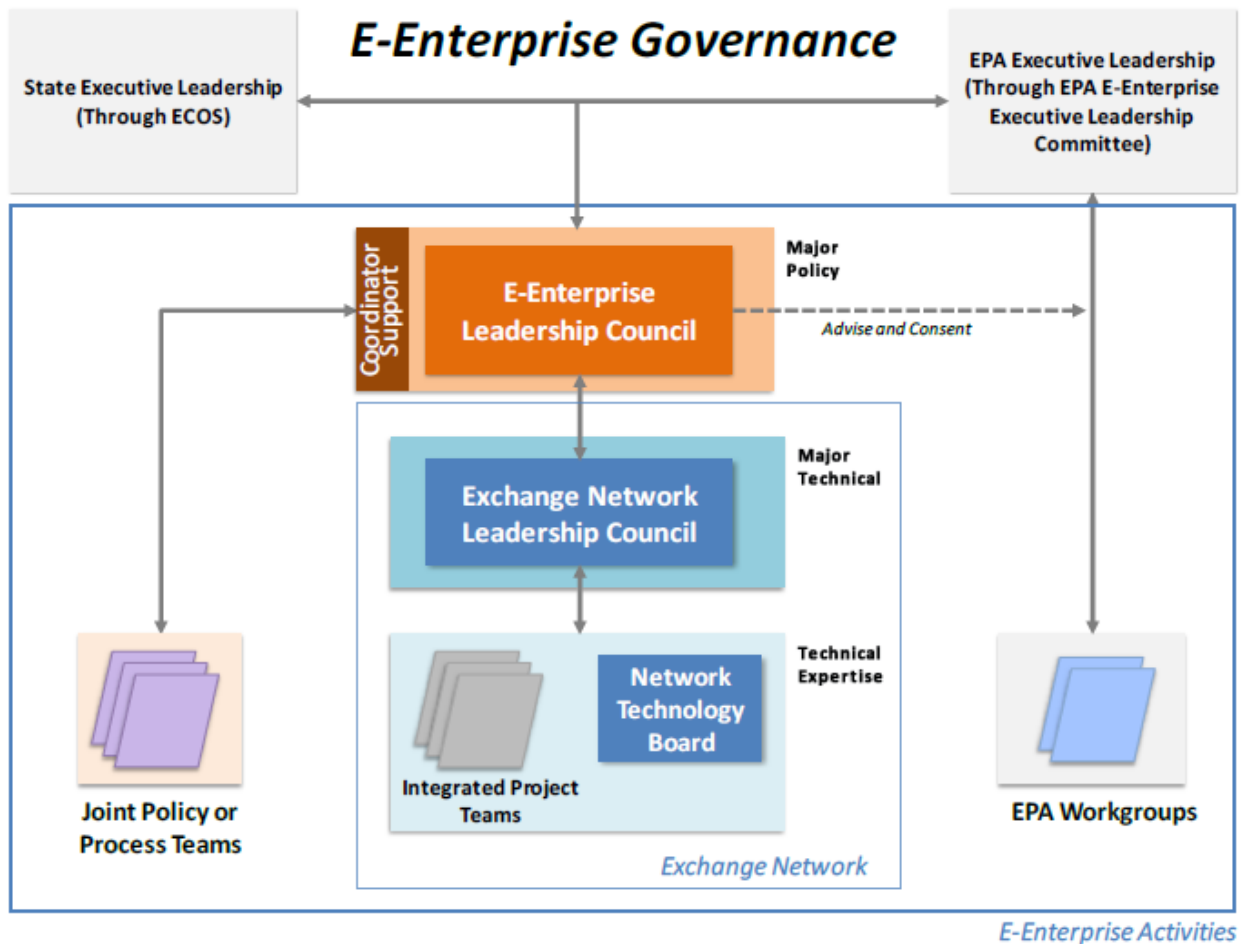 E-Enterprise Governance
State Executive Leadership
(Through ECOS)
EPA Executive Leadership
(Through EPA E-Enterprise
Executive Leadership
Committee)
Coordinator
Support
E-Enterprise
Leadership Council
Major
Policy
Advise and Consent
Exchange Network
Leadership Council
Major
Technical
Integrated Project
Teams
Network
Technology
Board
Technical
Expertise
Joint Policy or
Process Teams
EPA Workgroups
Exchange Network
E-Enterprise Activities